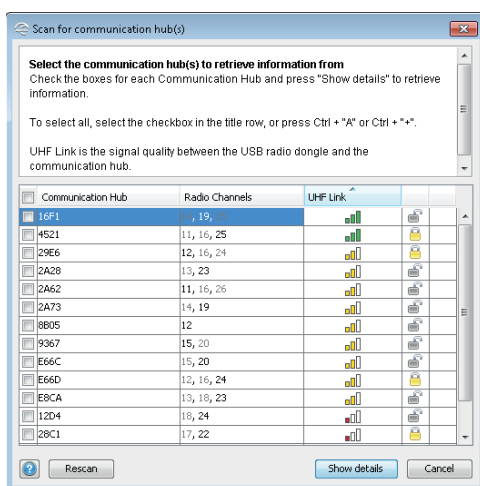 Scan for communication hub(s)
Select the communication hub(s) to retrieve information from
Check the boxes for each Communication Hub and press "Show details" to retrieve
information.
To select all, select the checkbox in the title row, or press Ctrl + "A" or Ctrl + "+".
UHF Link is the signal quality between the USB radio dongle and the
communication hub.
Communication Hub Radio Channels UHF Link
16F1 19,
4521 11, 16, 25
29E6 12, 16, 24
2A28 13, 23
2A62 11, 16, 26
2A73 14, 19
8B05 12
9367 15, 20
E66C 15, 20
E66D 12, 16, 24
E8CA 13, 18, 23
12D4 18, 24
28C1 17, 22
? Rescan Show details Cancel